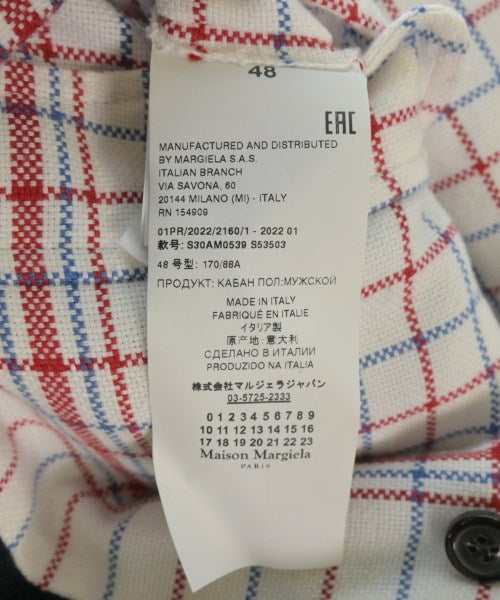 48
EAC
MANUFACTURED AND DISTRIBUTED
BY MARGIELA S.A.S.
ITALIAN BRANCH
VIA SAVONA, 60
20144 MILANO (MI) - ITALY
RN 154909
01PR/2022/2160/1 - 2022 01
款号: S30AM0539 S53503
48 号型: 170/88A
ПРОДУКТ: КАБАН ПОЛ:МУЖСКОЙ
MADE IN ITALY
FABRIQUÉ EN ITALIE
イタリア製
原产地:意大利
СДЕЛАНО В ИТАЛИИ
PRODUZIDO NA ITALIA
株式会社マルジェラジャパン
03-5725-2333
0 1 2 3 4 5 6 7 8 9
10 11 12 13 14 15 16
17 18 19 20 21 22 23
Maison Margiela
PARIS